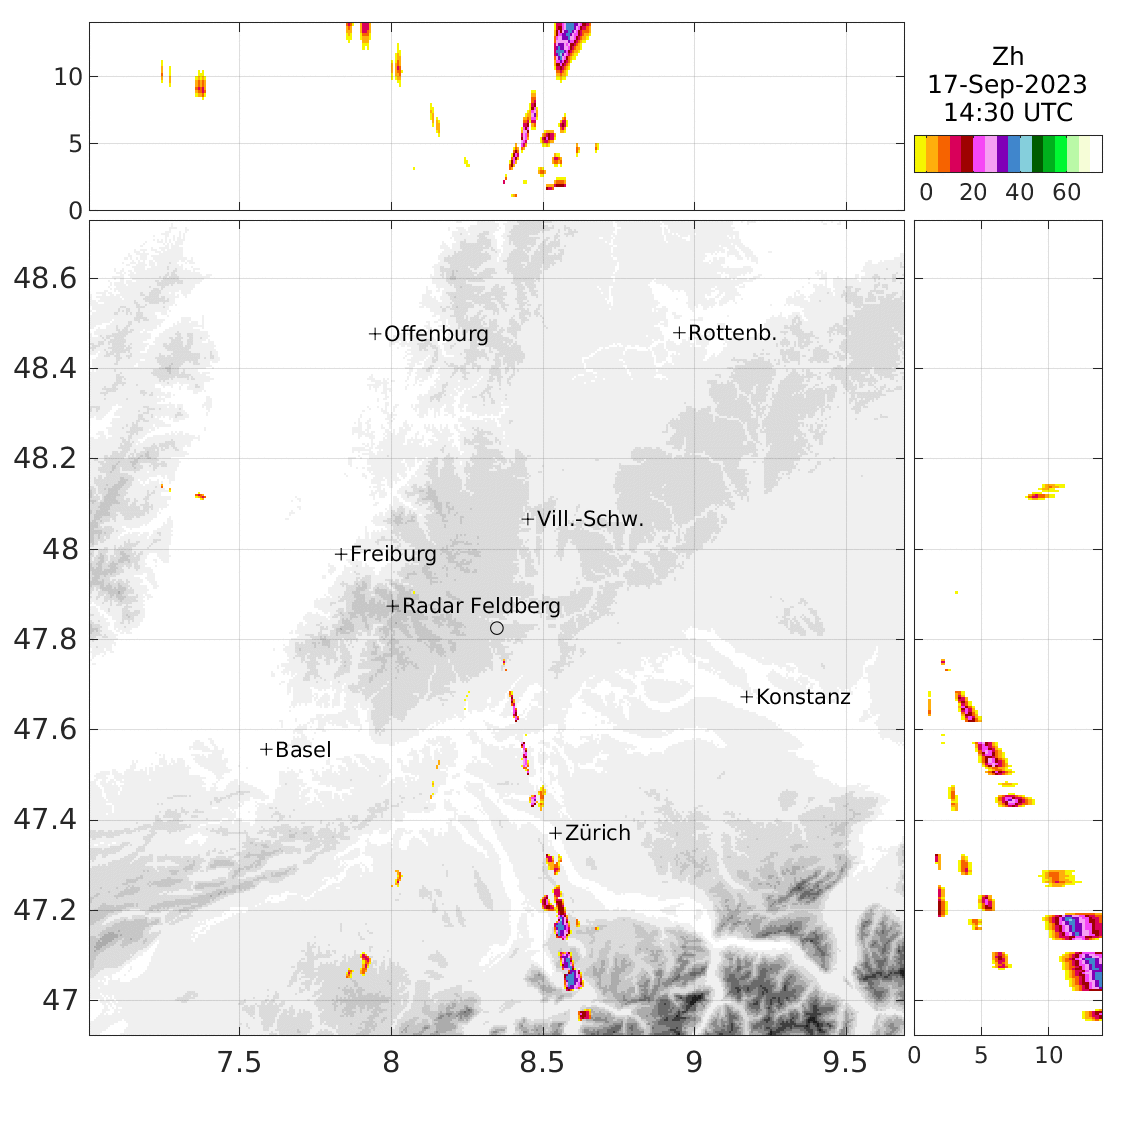 Zh
17-Sep-2023
14:30 UTC
10
5
0
0 20 40 60
48.6
48.4
48.2
48
47.8
47.6
47.4
47.2
47
Offenburg
Rottenb.
Vill.-Schw.
Freiburg
Radar Feldberg
Konstanz
Basel
Zürich
7.5 8 8.5 9 9.5
0 5 10